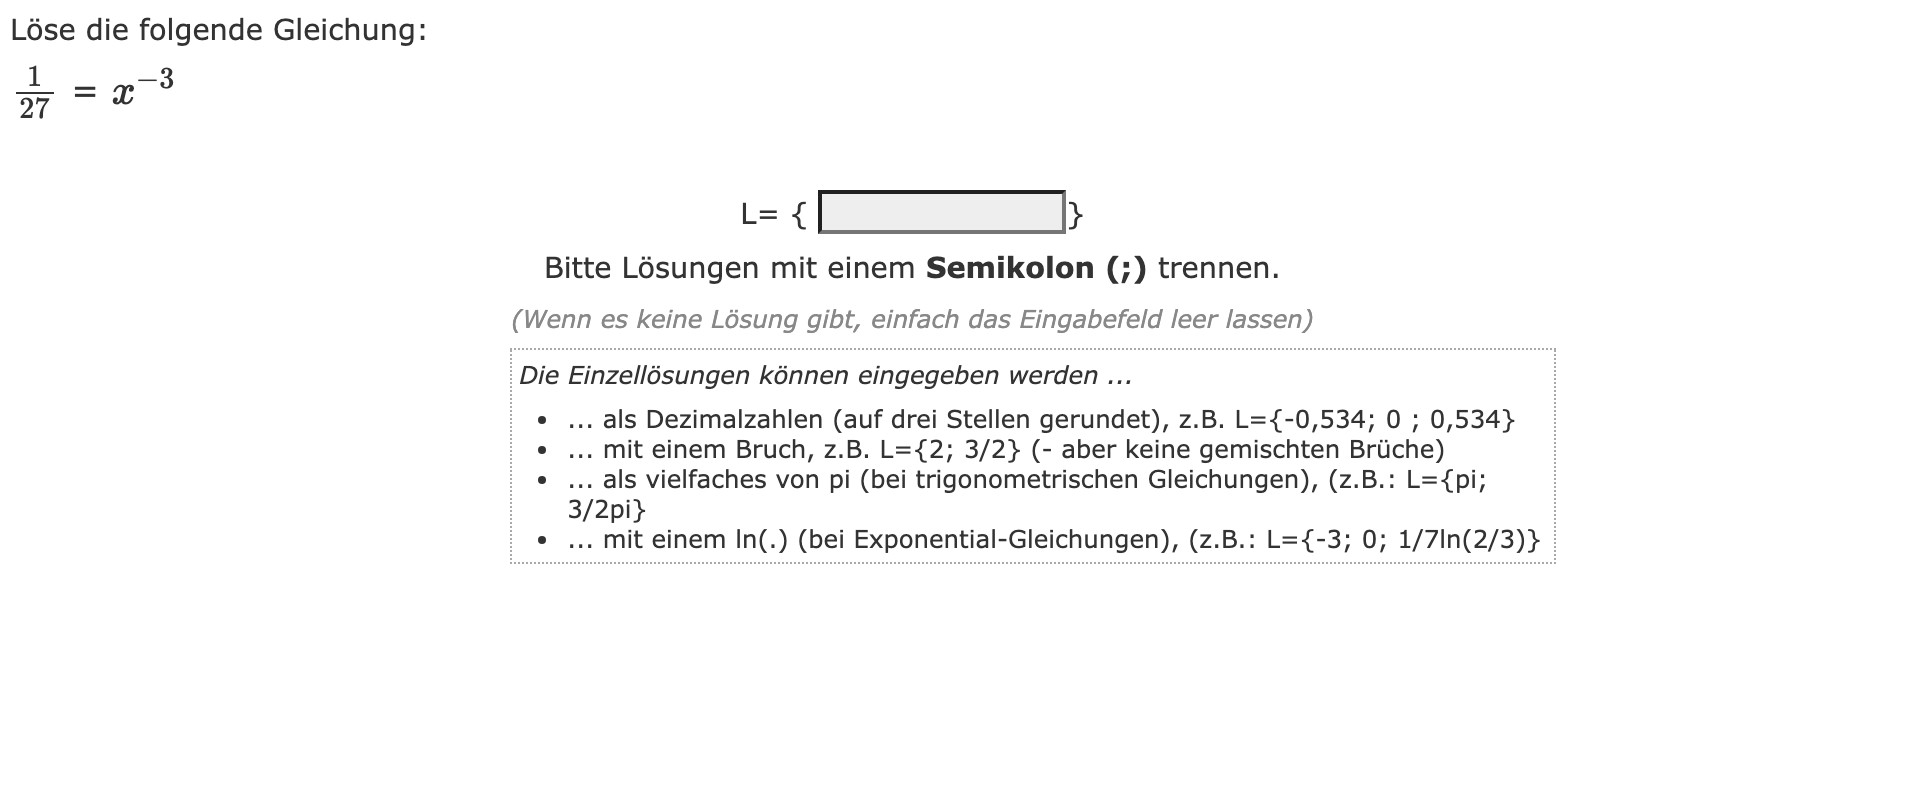 Löse die folgende Gleichung:
1/27 = x^{-3}
L= { }
Bitte Lösungen mit einem Semikolon (;) trennen.
(Wenn es keine Lösung gibt, einfach das Eingabefeld leer lassen)
Die Einzellösungen können eingegeben werden ...
• ... als Dezimalzahlen (auf drei Stellen gerundet), z.B. L={-0,534; 0 ; 0,534}
• ... mit einem Bruch, z.B. L={2; 3/2} (- aber keine gemischten Brüche)
• ... als vielfaches von pi (bei trigonometrischen Gleichungen), (z.B.: L={pi;
3/2pi}
• ... mit einem ln(.) (bei Exponential-Gleichungen), (z.B.: L={-3; 0; 1/7ln(2/3)}